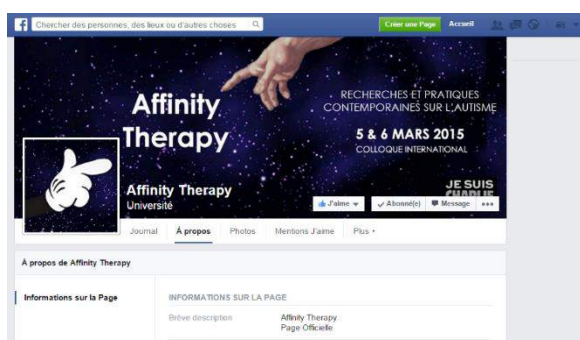 Chercher des personnes, des lieux ou d'autres choses
Créer une Page
Accueil
Affinity
Therapy
RECHERCHES ET PRATIQUES
CONTEMPORAINES SUR L'AUTISME
5 & 6 MARS 2015
COLLOQUE INTERNATIONAL
JE SUIS
CHARLIE
Affinity Therapy
Université
J'aime
Abonné(e)
Message
Journal À propos Photos Mentions J'aime Plus
À propos de Affinity Therapy
Informations sur la Page
INFORMATIONS SUR LA PAGE
Brève description
Affinity Therapy
Page Officielle